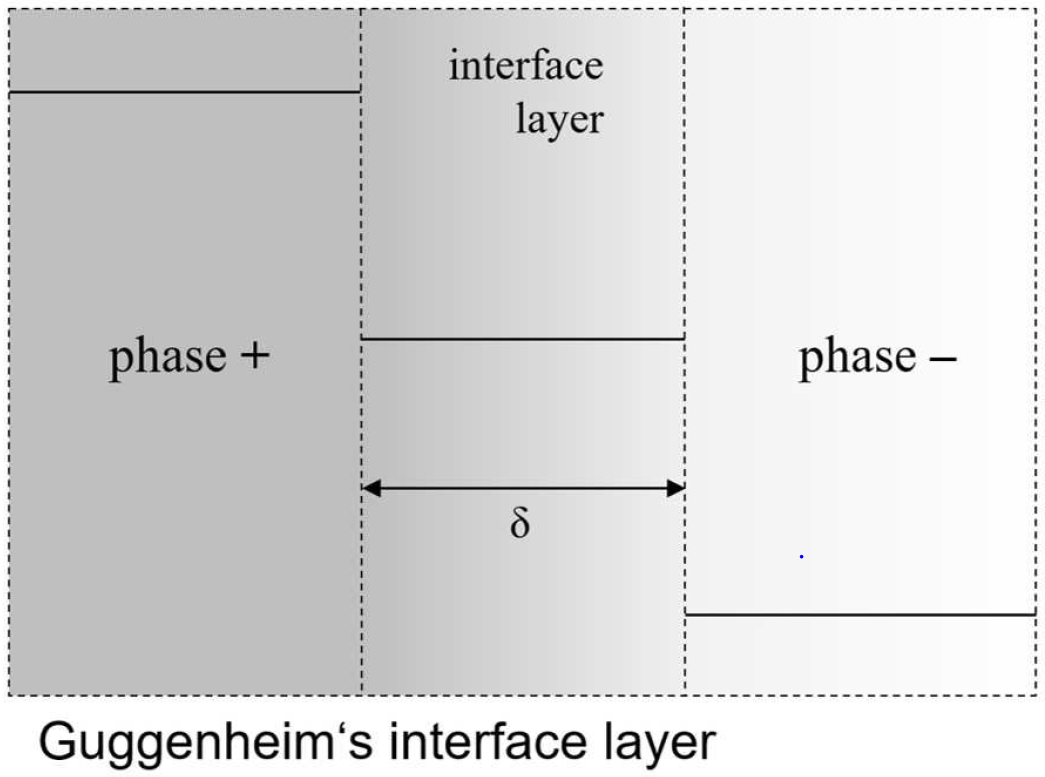 interface
layer
phase +
phase –
δ
Guggenheim‘s interface layer